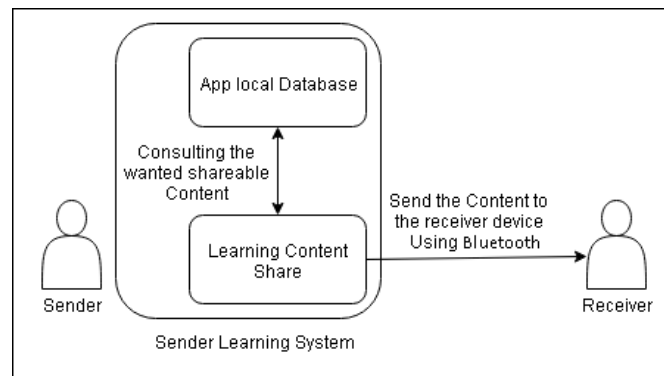 App local Database
Consulting the
wanted shareable
Content
Send the Content to
the receiver device
Using Bluetooth
Learning Content
Share
Sender
Receiver
Sender Learning System